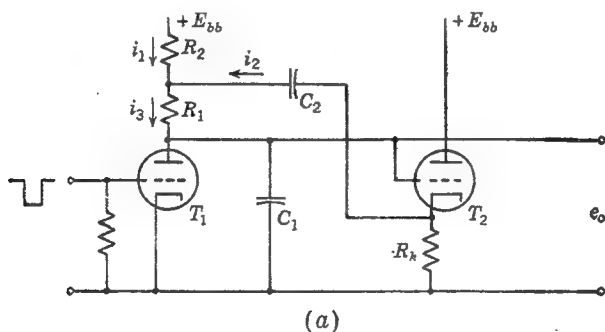 +E_bb +E_bb
i_1 R_2
i_2
C_2
i_3 R_1
T_1 C_1 T_2 e_o
R_k
(a)